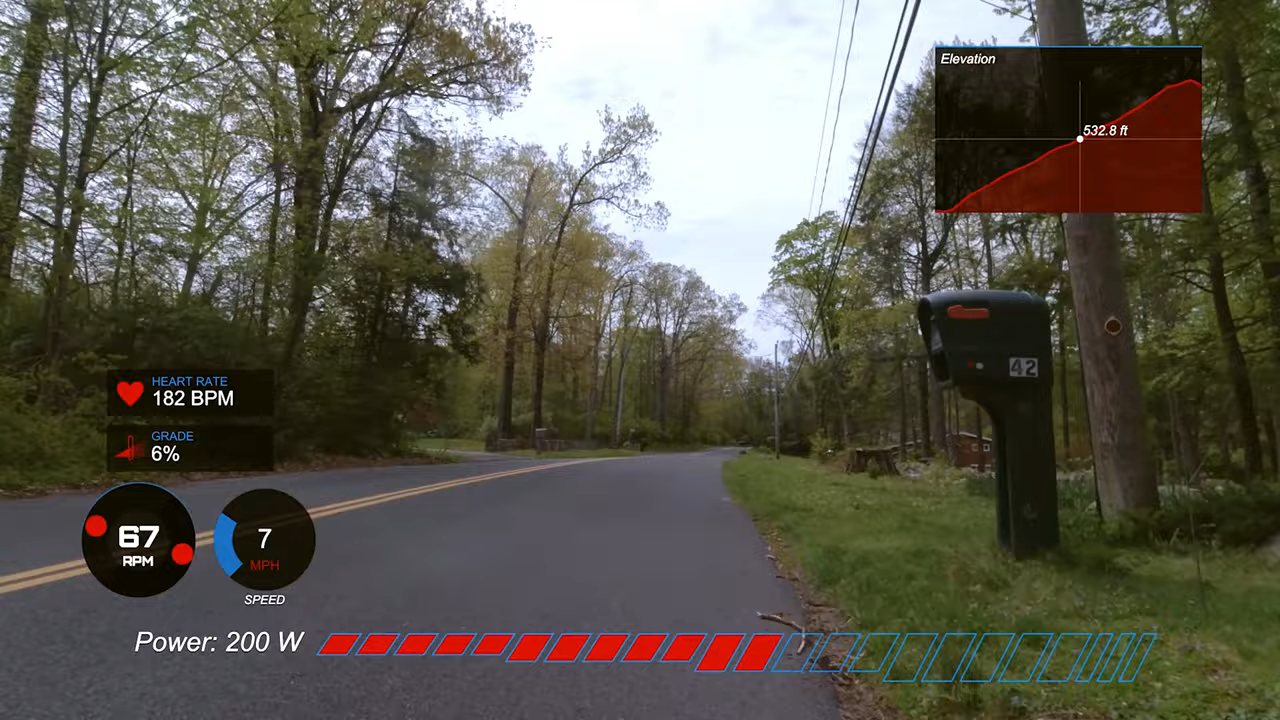 Elevation
532.8 ft
42
HEART RATE
182 BPM
GRADE
6%
67
RPM
7
MPH
SPEED
Power: 200 W